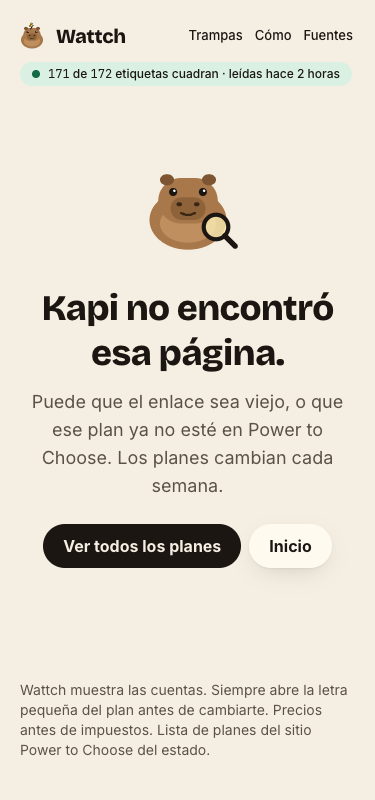 Wattch
Trampas Cómo Fuentes
171 de 172 etiquetas cuadran · leídas hace 2 horas
Kapi no encontró
esa página.
Puede que el enlace sea viejo, o que
ese plan ya no esté en Power to
Choose. Los planes cambian cada
semana.
Ver todos los planes Inicio
Wattch muestra las cuentas. Siempre abre la letra
pequeña del plan antes de cambiarte. Precios
antes de impuestos. Lista de planes del sitio
Power to Choose del estado.